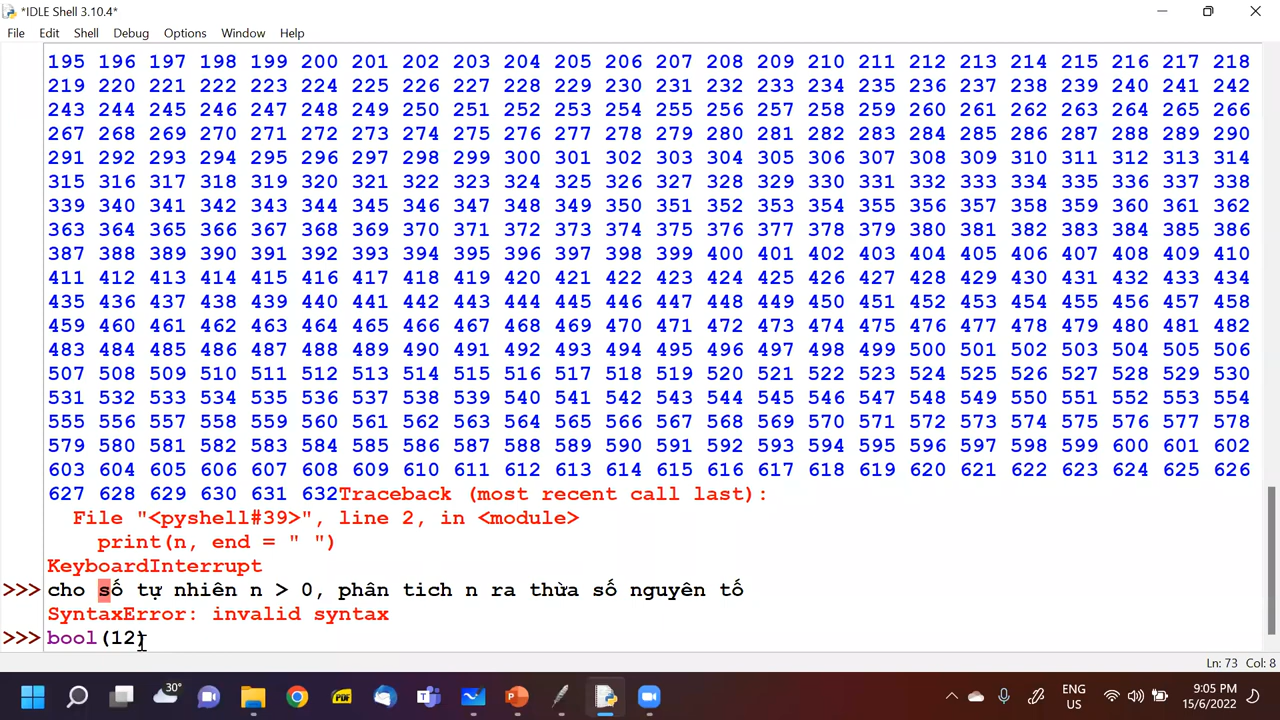 *IDLE Shell 3.10.4*
File Edit Shell Debug Options Window Help
195 196 197 198 199 200 201 202 203 204 205 206 207 208 209 210 211 212 213 214 215 216 217 218
219 220 221 222 223 224 225 226 227 228 229 230 231 232 233 234 235 236 237 238 239 240 241 242
243 244 245 246 247 248 249 250 251 252 253 254 255 256 257 258 259 260 261 262 263 264 265 266
267 268 269 270 271 272 273 274 275 276 277 278 279 280 281 282 283 284 285 286 287 288 289 290
291 292 293 294 295 296 297 298 299 300 301 302 303 304 305 306 307 308 309 310 311 312 313 314
315 316 317 318 319 320 321 322 323 324 325 326 327 328 329 330 331 332 333 334 335 336 337 338
339 340 341 342 343 344 345 346 347 348 349 350 351 352 353 354 355 356 357 358 359 360 361 362
363 364 365 366 367 368 369 370 371 372 373 374 375 376 377 378 379 380 381 382 383 384 385 386
387 388 389 390 391 392 393 394 395 396 397 398 399 400 401 402 403 404 405 406 407 408 409 410
411 412 413 414 415 416 417 418 419 420 421 422 423 424 425 426 427 428 429 430 431 432 433 434
435 436 437 438 439 440 441 442 443 444 445 446 447 448 449 450 451 452 453 454 455 456 457 458
459 460 461 462 463 464 465 466 467 468 469 470 471 472 473 474 475 476 477 478 479 480 481 482
483 484 485 486 487 488 489 490 491 492 493 494 495 496 497 498 499 500 501 502 503 504 505 506
507 508 509 510 511 512 513 514 515 516 517 518 519 520 521 522 523 524 525 526 527 528 529 530
531 532 533 534 535 536 537 538 539 540 541 542 543 544 545 546 547 548 549 550 551 552 553 554
555 556 557 558 559 560 561 562 563 564 565 566 567 568 569 570 571 572 573 574 575 576 577 578
579 580 581 582 583 584 585 586 587 588 589 590 591 592 593 594 595 596 597 598 599 600 601 602
603 604 605 606 607 608 609 610 611 612 613 614 615 616 617 618 619 620 621 622 623 624 625 626
627 628 629 630 631 632Traceback (most recent call last):
File "<pyshell#39>", line 2, in <module>
print(n, end = " ")
KeyboardInterrupt
>>> cho số tự nhiên n > 0, phân tich n ra thừa số nguyên tố
SyntaxError: invalid syntax
>>> bool(12)
Ln: 73 Col: 8
30°
PDF
ENG
US
9:05 PM
15/6/2022